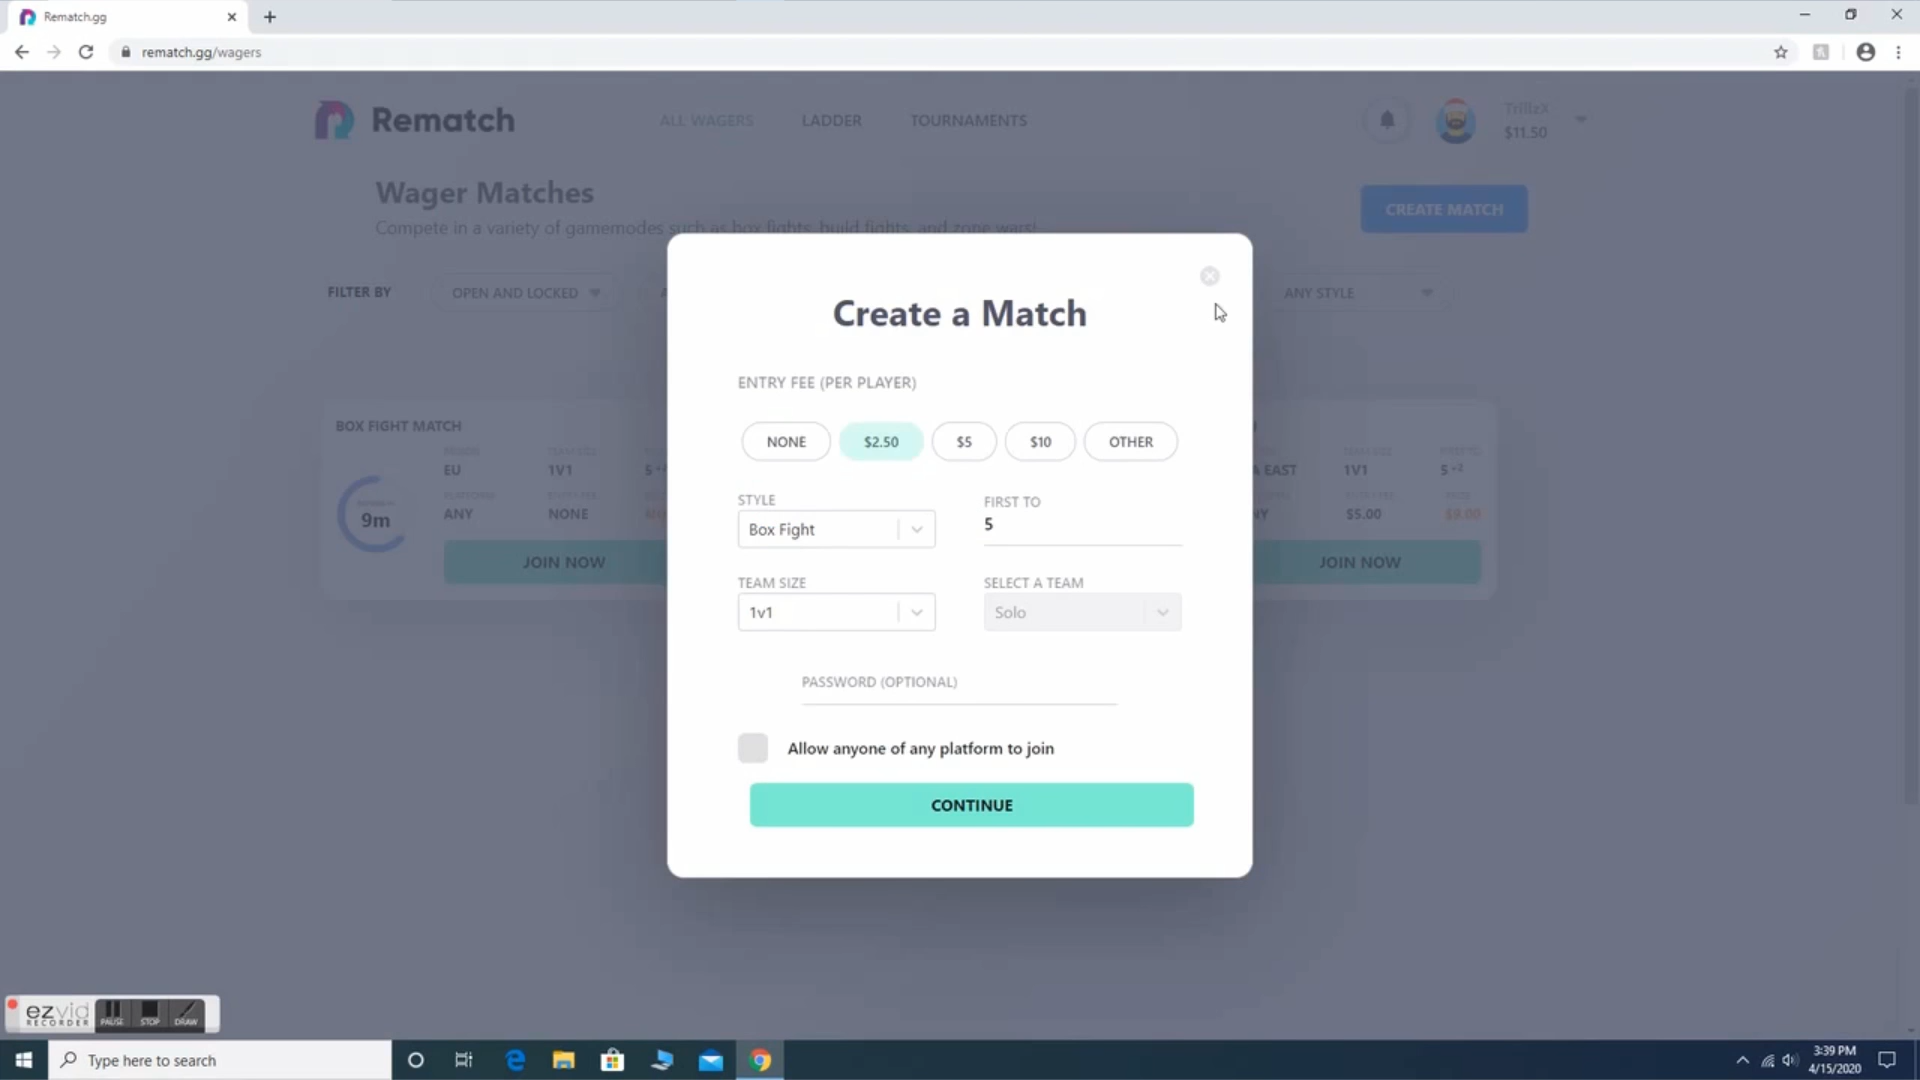 Rematch.gg
rematch.gg/wagers
Rematch
ALL WAGERS
LADDER
TOURNAMENTS
TrillzX
$11.50
Wager Matches
Compete in a variety of gamemodes such as box fights, build fights, and zone wars!
CREATE MATCH
FILTER BY
OPEN AND LOCKED
ANY STYLE
Create a Match
ENTRY FEE (PER PLAYER)
NONE
$2.50
$5
$10
OTHER
STYLE
Box Fight
FIRST TO
5
TEAM SIZE
1v1
SELECT A TEAM
Solo
PASSWORD (OPTIONAL)
Allow anyone of any platform to join
CONTINUE
BOX FIGHT MATCH
9m
EU
1V1
ANY
NONE
JOIN NOW
EAST
1V1
5 +2
$5.00
$9.00
JOIN NOW
ezvid
RECORDER
PAUSE
STOP
DRAW
Type here to search
3:39 PM
4/15/2020